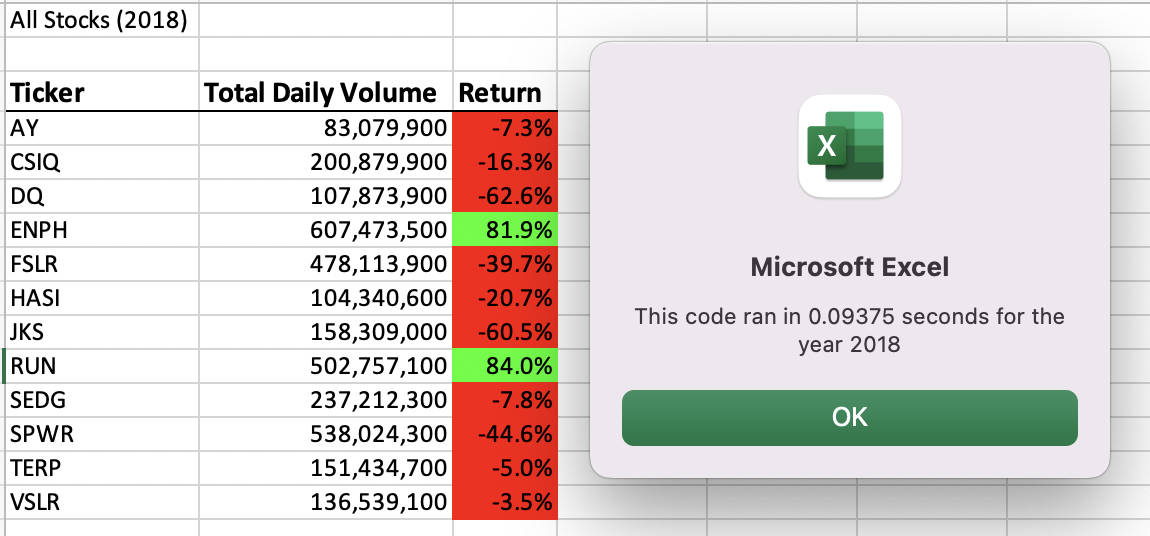 All Stocks (2018)
Ticker Total Daily Volume Return
AY 83,079,900 -7.3%
CSIQ 200,879,900 -16.3%
DQ 107,873,900 -62.6%
ENPH 607,473,500 81.9%
FSLR 478,113,900 -39.7%
HASI 104,340,600 -20.7%
JKS 158,309,000 -60.5%
RUN 502,757,100 84.0%
SEDG 237,212,300 -7.8%
SPWR 538,024,300 -44.6%
TERP 151,434,700 -5.0%
VSLR 136,539,100 -3.5%
X
Microsoft Excel
This code ran in 0.09375 seconds for the
year 2018
OK